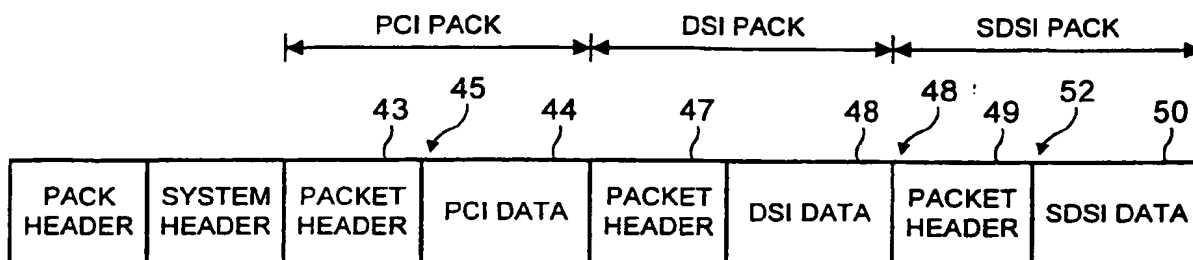 PCI PACK DSI PACK SDSI PACK
43 45 44 47 48 48 49 52 50
PACK HEADER
SYSTEM HEADER
PACKET HEADER
PCI DATA
PACKET HEADER
DSI DATA
PACKET HEADER
SDSI DATA